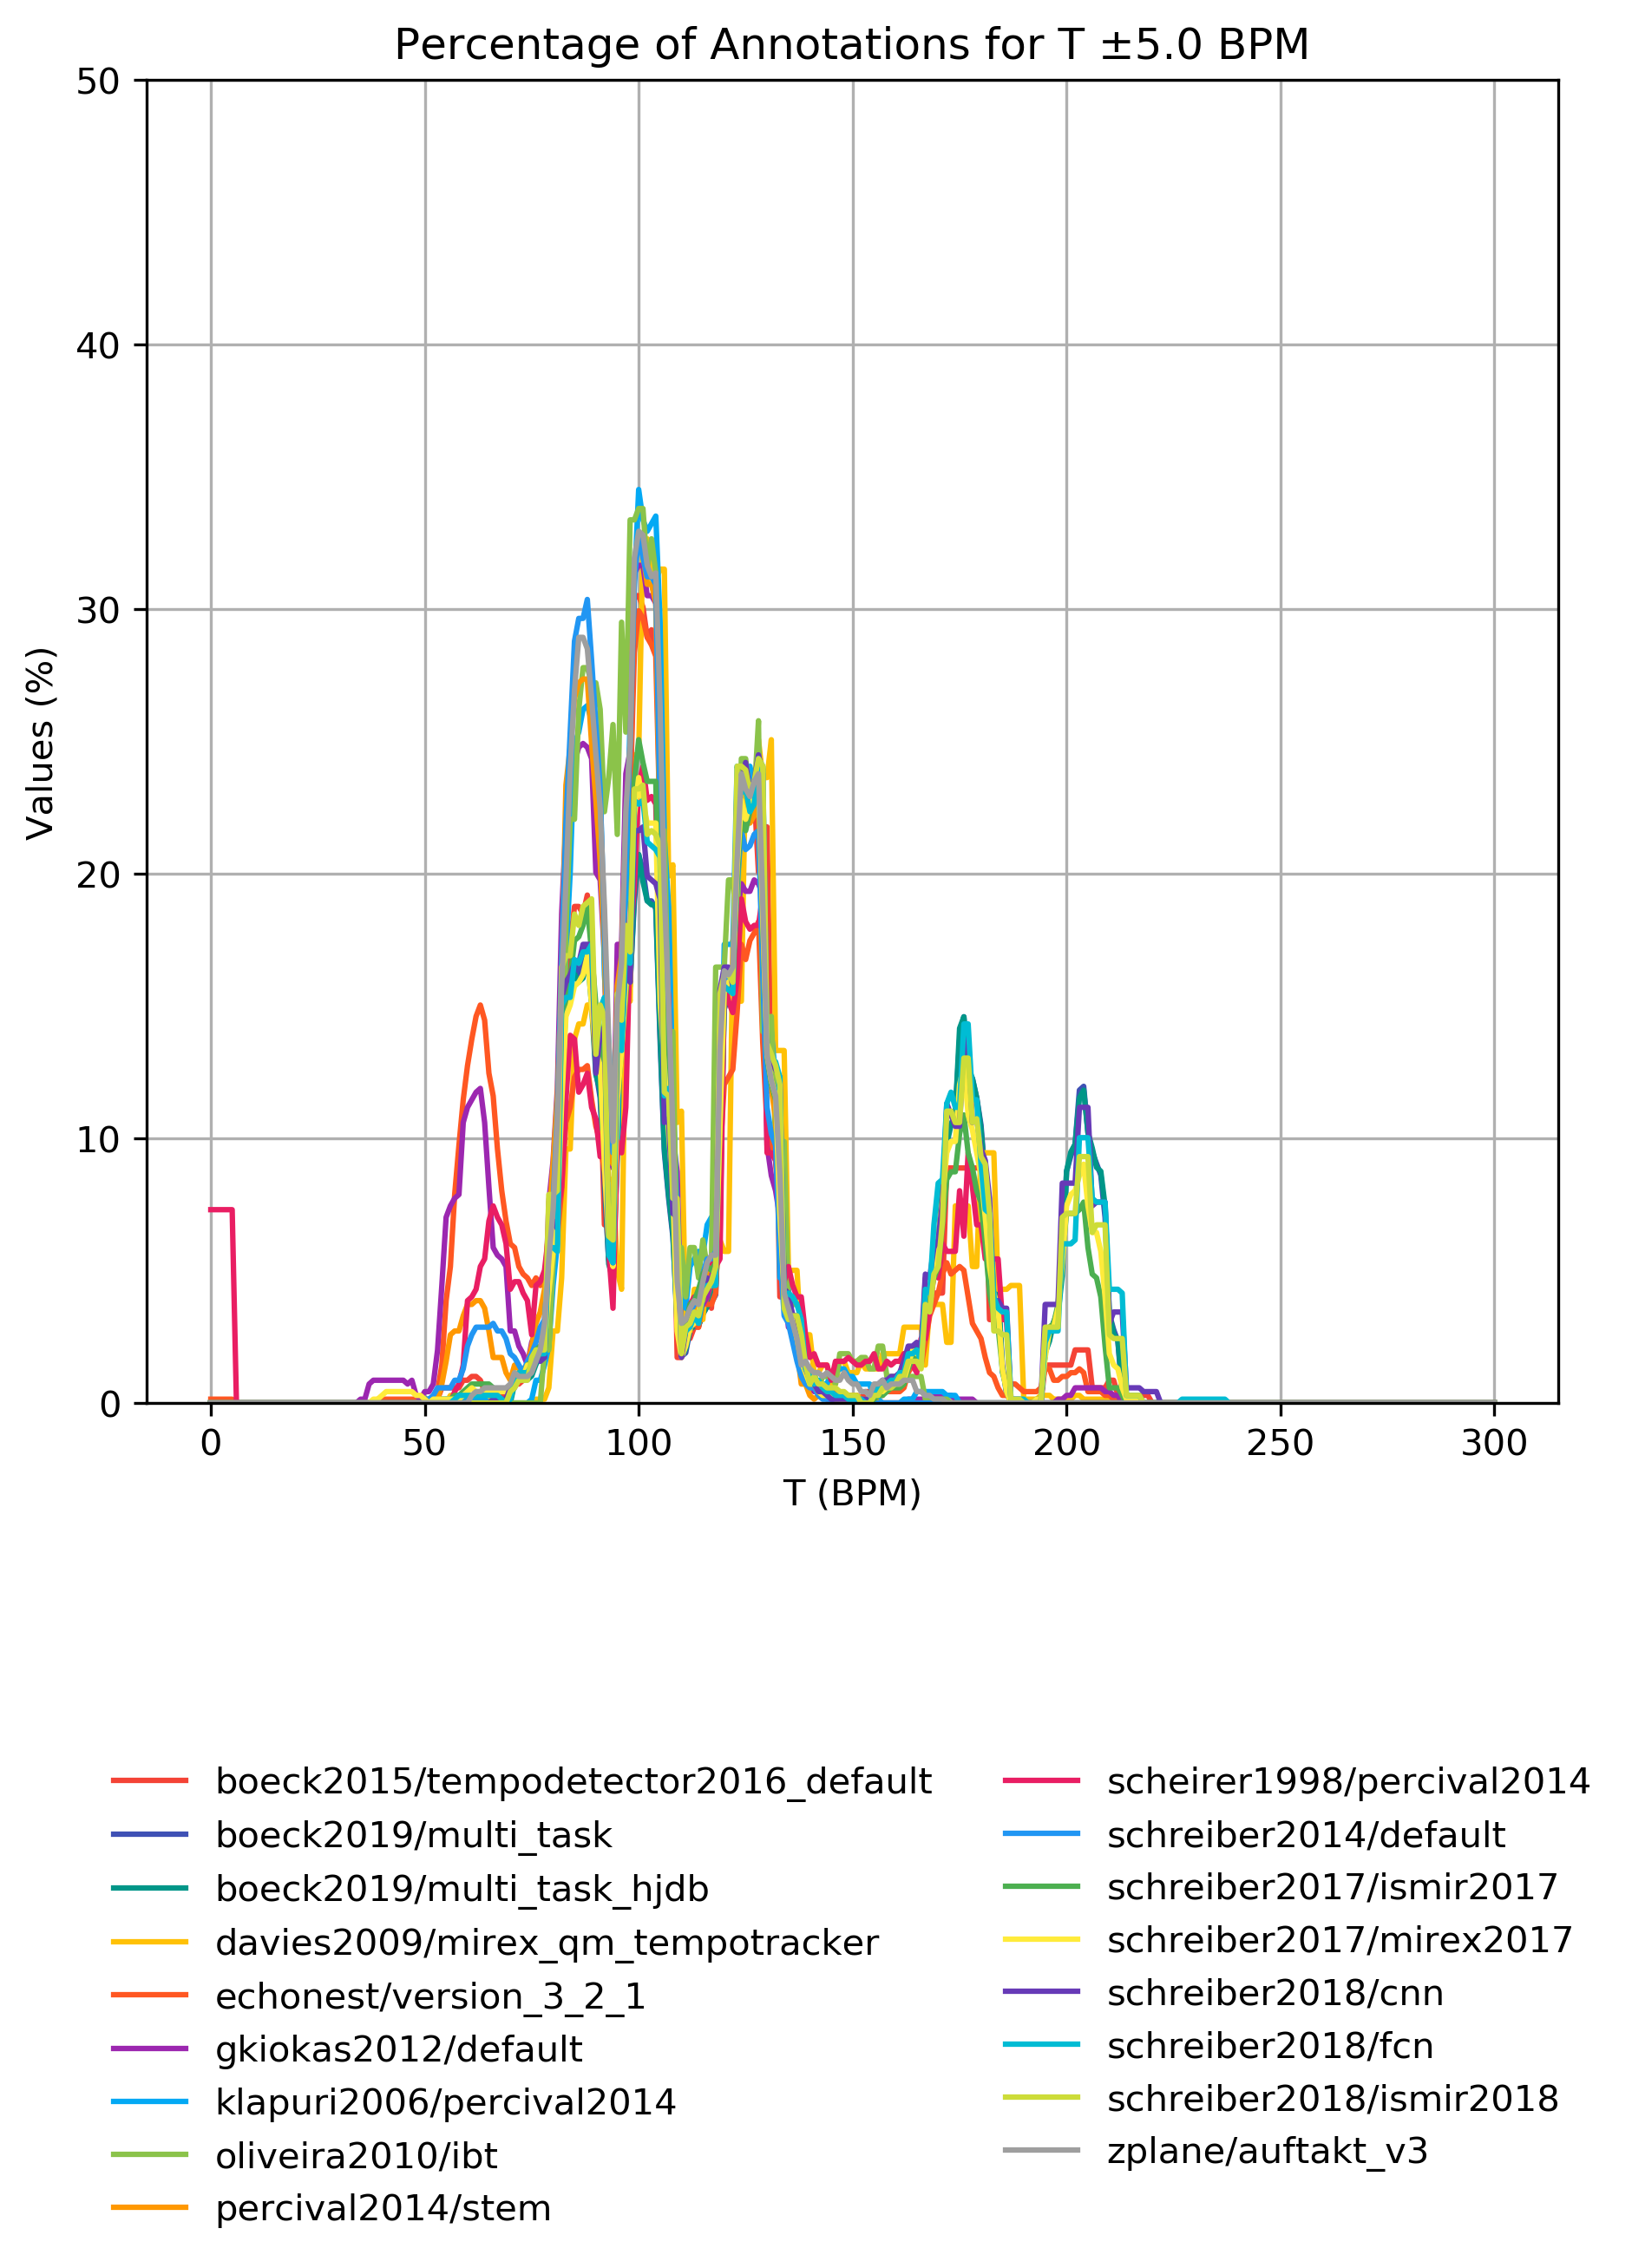 Percentage of Annotations for T ±5.0 BPM
50
40
30
20
10
0
Values (%)
0 50 100 150 200 250 300
T (BPM)
boeck2015/tempodetector2016_default
boeck2019/multi_task
boeck2019/multi_task_hjdb
davies2009/mirex_qm_tempotracker
echonest/version_3_2_1
gkiokas2012/default
klapuri2006/percival2014
oliveira2010/ibt
percival2014/stem
scheirer1998/percival2014
schreiber2014/default
schreiber2017/ismir2017
schreiber2017/mirex2017
schreiber2018/cnn
schreiber2018/fcn
schreiber2018/ismir2018
zplane/auftakt_v3